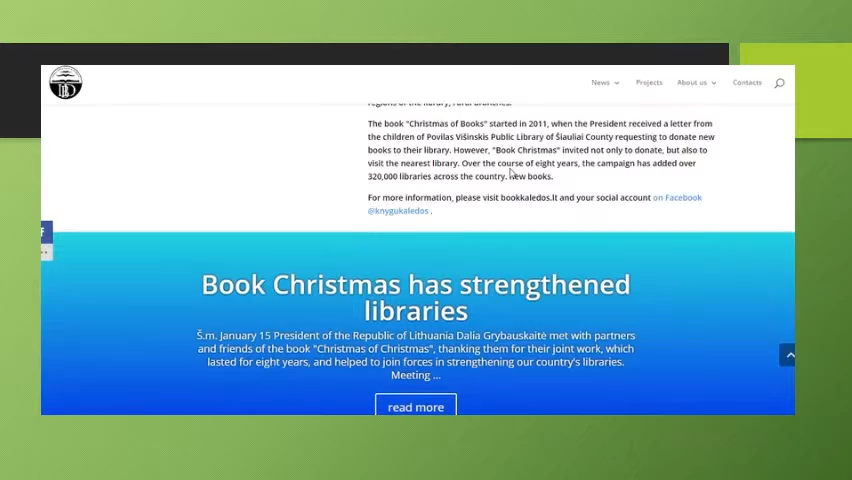 News
Projects
About us
Contacts
regions of the library, rural branches.
The book "Christmas of Books" started in 2011, when the President received a letter from
the children of Povilas Višinskis Public Library of Šiauliai County requesting to donate new
books to their library. However, "Book Christmas" invited not only to donate, but also to
visit the nearest library. Over the course of eight years, the campaign has added over
320,000 libraries across the country. new books.
For more information, please visit bookkaledos.lt and your social account on Facebook
@knygukaledos .
Book Christmas has strengthened
libraries
Š.m. January 15 President of the Republic of Lithuania Dalia Grybauskaitė met with partners
and friends of the book "Christmas of Christmas", thanking them for their joint work, which
lasted for eight years, and helped to join forces in strengthening our country's libraries.
Meeting ...
read more